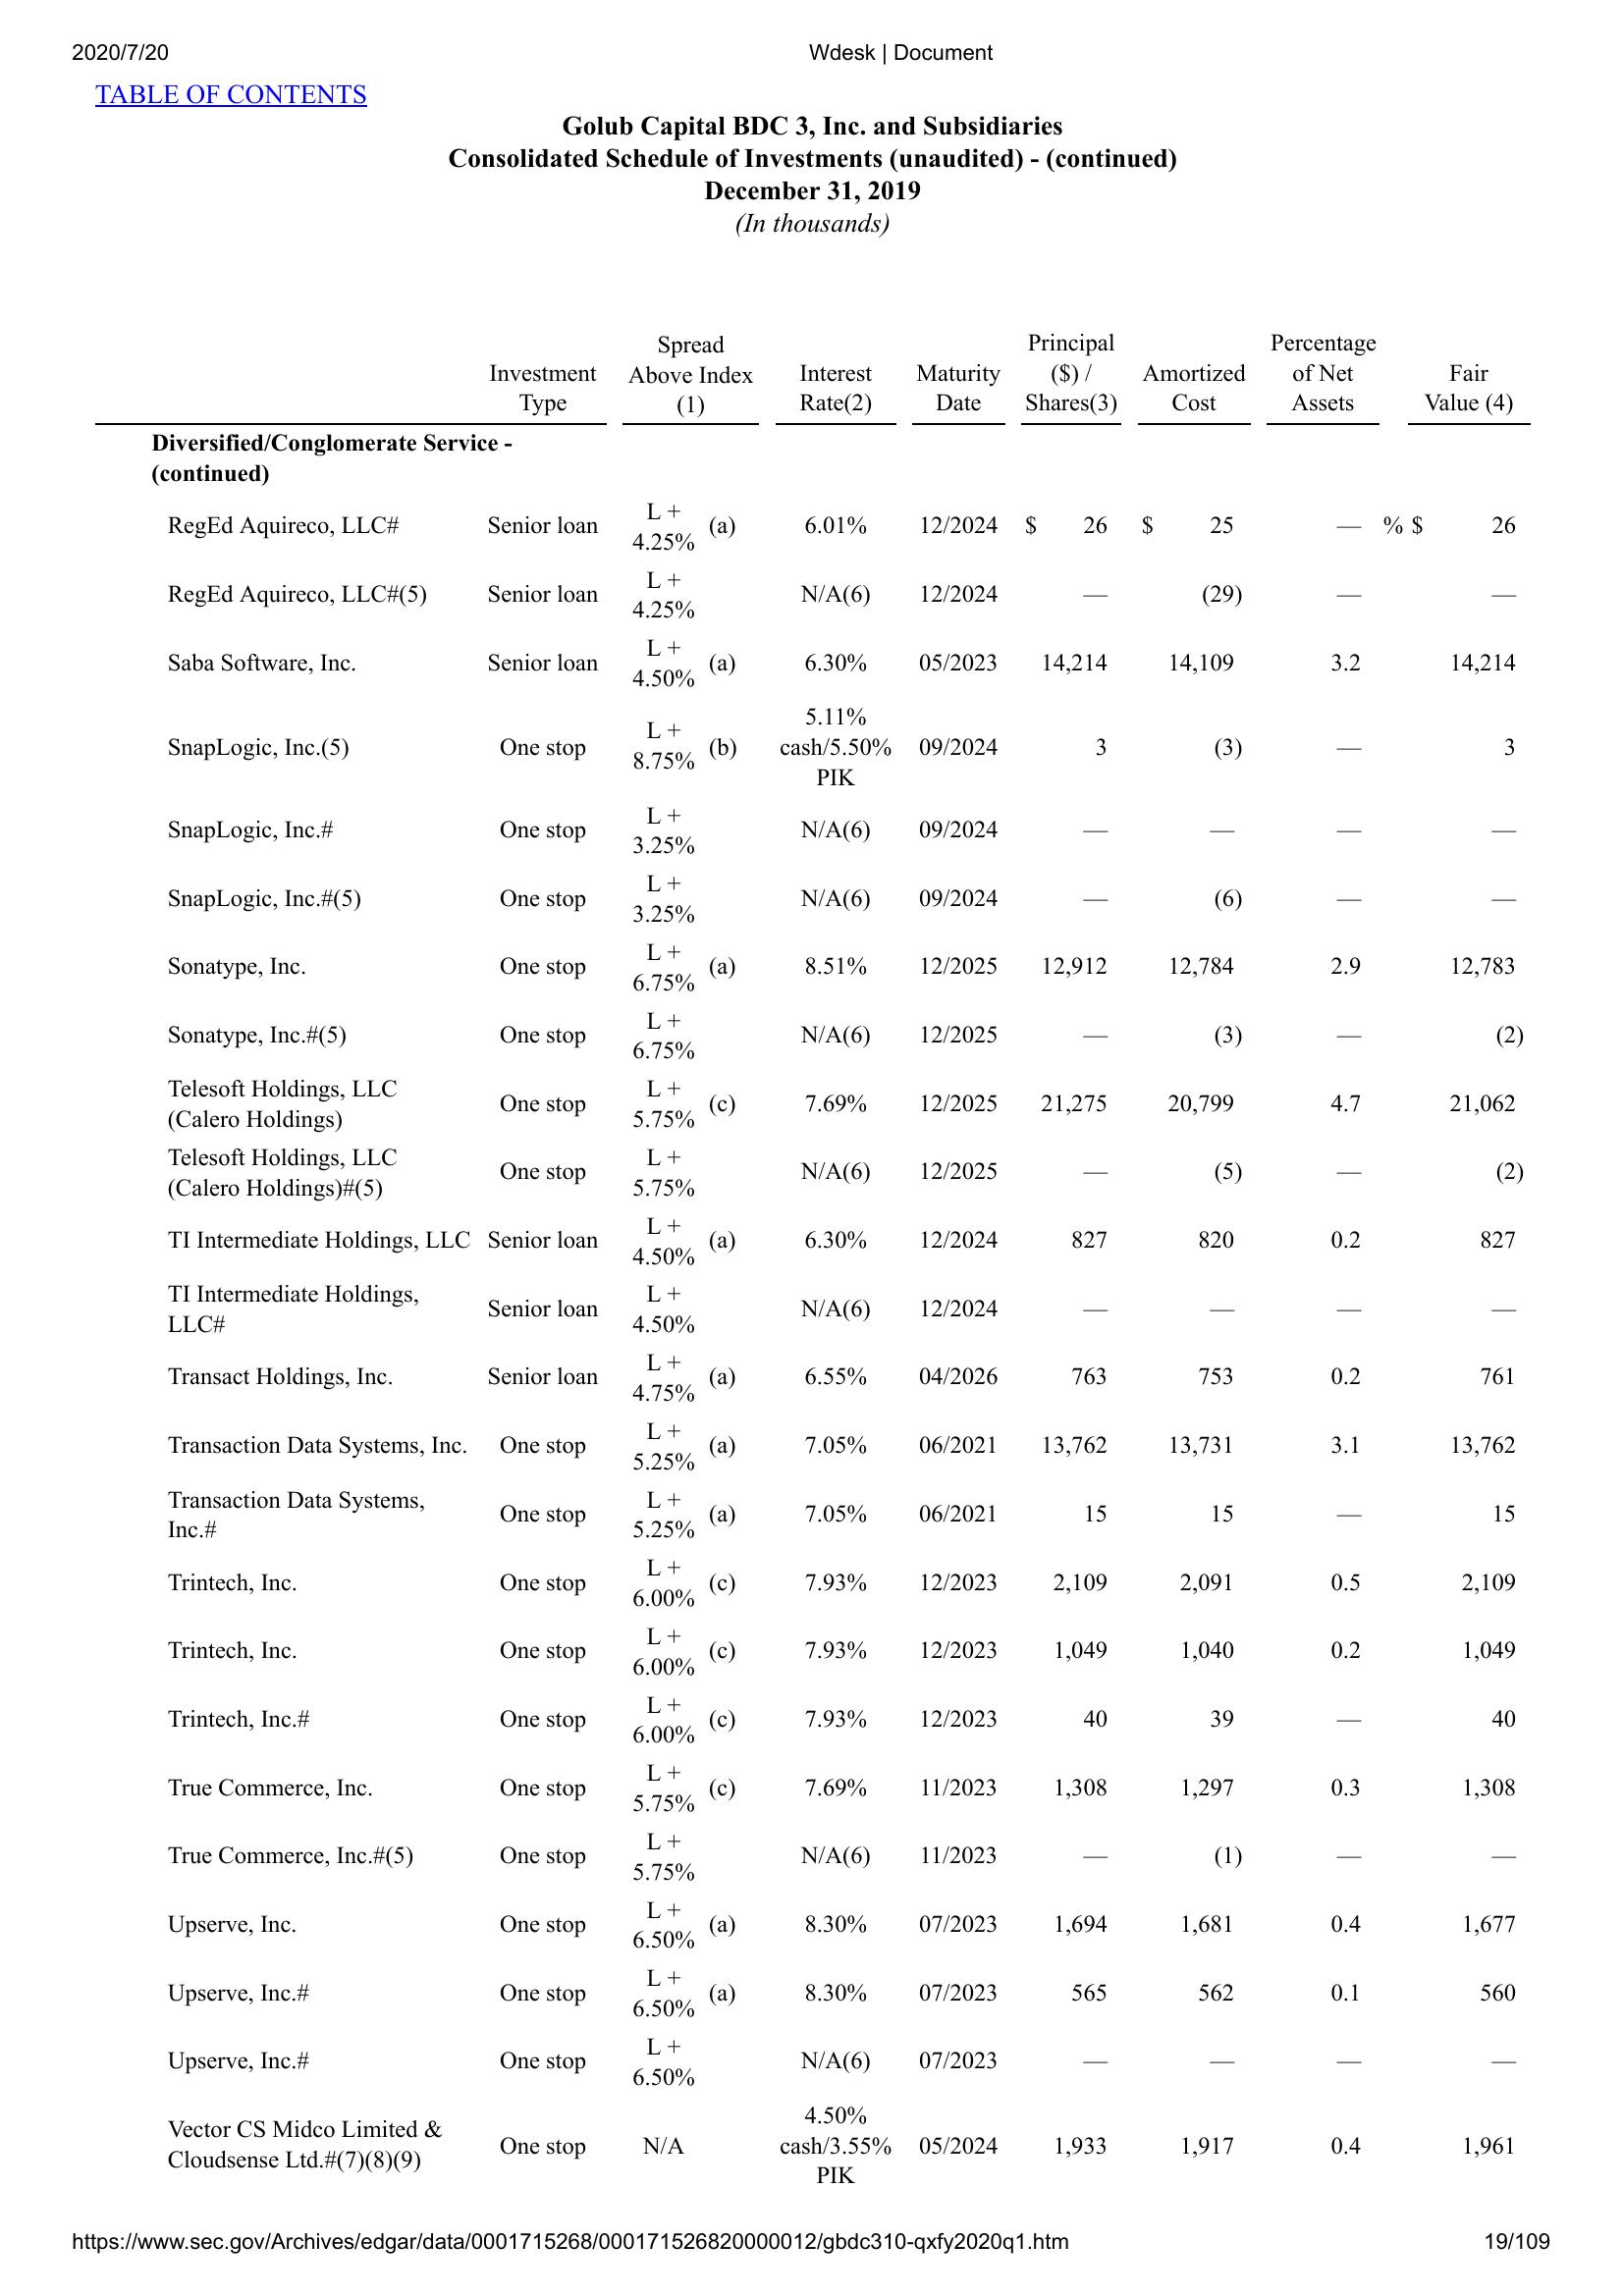 2020/7/20 Wdesk | Document
TABLE OF CONTENTS
Golub Capital BDC 3, Inc. and Subsidiaries
Consolidated Schedule of Investments (unaudited) - (continued)
December 31, 2019
(In thousands)
Investment Type Spread Above Index (1) Interest Rate(2) Maturity Date Principal ($) / Shares(3) Amortized Cost Percentage of Net Assets Fair Value (4)
Diversified/Conglomerate Service -
(continued)
RegEd Aquireco, LLC# Senior loan L + 4.25% (a) 6.01% 12/2024 $ 26 $ 25 — % $ 26
RegEd Aquireco, LLC#(5) Senior loan L + 4.25% N/A(6) 12/2024 — (29) — —
Saba Software, Inc. Senior loan L + 4.50% (a) 6.30% 05/2023 14,214 14,109 3.2 14,214
SnapLogic, Inc.(5) One stop L + 8.75% (b) 5.11% cash/5.50% PIK 09/2024 3 (3) — 3
SnapLogic, Inc.# One stop L + 3.25% N/A(6) 09/2024 — — — —
SnapLogic, Inc.#(5) One stop L + 3.25% N/A(6) 09/2024 — (6) — —
Sonatype, Inc. One stop L + 6.75% (a) 8.51% 12/2025 12,912 12,784 2.9 12,783
Sonatype, Inc.#(5) One stop L + 6.75% N/A(6) 12/2025 — (3) — (2)
Telesoft Holdings, LLC (Calero Holdings) One stop L + 5.75% (c) 7.69% 12/2025 21,275 20,799 4.7 21,062
Telesoft Holdings, LLC (Calero Holdings)#(5) One stop L + 5.75% N/A(6) 12/2025 — (5) — (2)
TI Intermediate Holdings, LLC Senior loan L + 4.50% (a) 6.30% 12/2024 827 820 0.2 827
TI Intermediate Holdings, LLC# Senior loan L + 4.50% N/A(6) 12/2024 — — — —
Transact Holdings, Inc. Senior loan L + 4.75% (a) 6.55% 04/2026 763 753 0.2 761
Transaction Data Systems, Inc. One stop L + 5.25% (a) 7.05% 06/2021 13,762 13,731 3.1 13,762
Transaction Data Systems, Inc.# One stop L + 5.25% (a) 7.05% 06/2021 15 15 — 15
Trintech, Inc. One stop L + 6.00% (c) 7.93% 12/2023 2,109 2,091 0.5 2,109
Trintech, Inc. One stop L + 6.00% (c) 7.93% 12/2023 1,049 1,040 0.2 1,049
Trintech, Inc.# One stop L + 6.00% (c) 7.93% 12/2023 40 39 — 40
True Commerce, Inc. One stop L + 5.75% (c) 7.69% 11/2023 1,308 1,297 0.3 1,308
True Commerce, Inc.#(5) One stop L + 5.75% N/A(6) 11/2023 — (1) — —
Upserve, Inc. One stop L + 6.50% (a) 8.30% 07/2023 1,694 1,681 0.4 1,677
Upserve, Inc.# One stop L + 6.50% (a) 8.30% 07/2023 565 562 0.1 560
Upserve, Inc.# One stop L + 6.50% N/A(6) 07/2023 — — — —
Vector CS Midco Limited & Cloudsense Ltd.#(7)(8)(9) One stop N/A 4.50% cash/3.55% PIK 05/2024 1,933 1,917 0.4 1,961
https://www.sec.gov/Archives/edgar/data/0001715268/000171526820000012/gbdc310-qxfy2020q1.htm 19/109